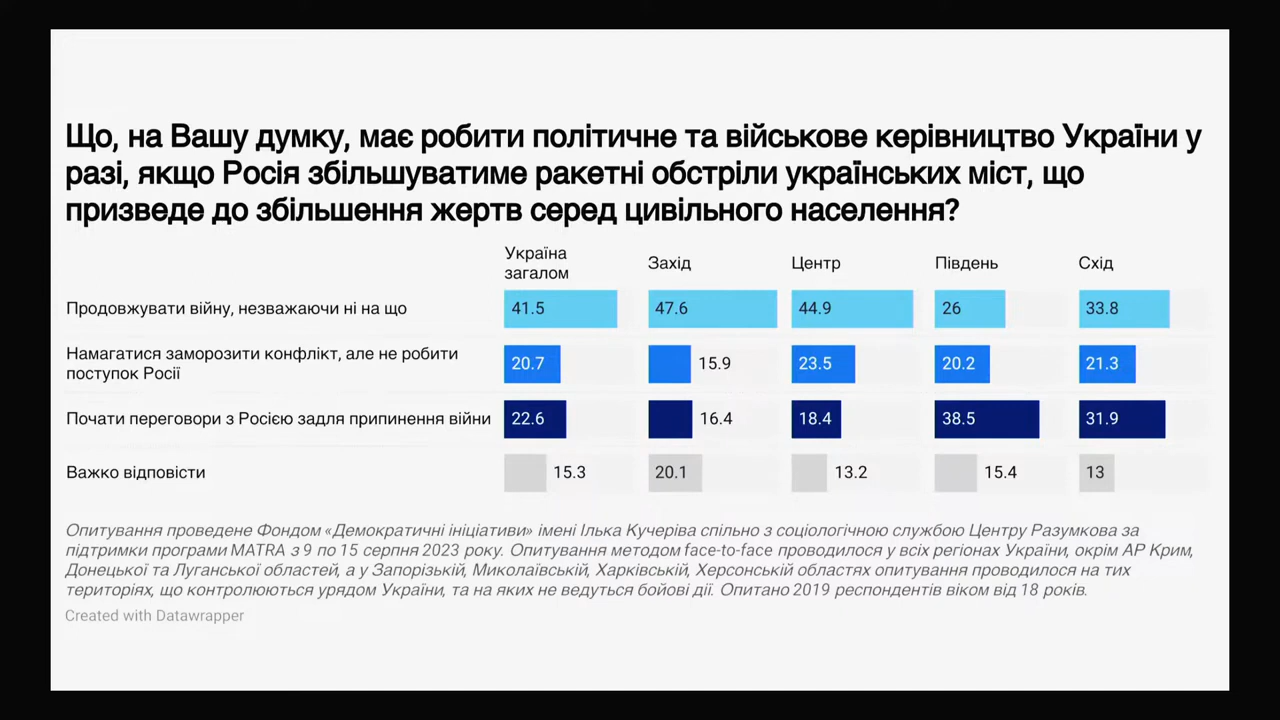 Що, на Вашу думку, має робити політичне та військове керівництво України у
разі, якщо Росія збільшуватиме ракетні обстріли українських міст, що
призведе до збільшення жертв серед цивільного населення?
Україна
загалом
Захід
Центр
Південь
Схід
Продовжувати війну, незважаючи ні на що
41.5
47.6
44.9
26
33.8
Намагатися заморозити конфлікт, але не робити
поступок Росії
20.7
15.9
23.5
20.2
21.3
Почати переговори з Росією задля припинення війни
22.6
16.4
18.4
38.5
31.9
Важко відповісти
15.3
20.1
13.2
15.4
13
Опитування проведене Фондом «Демократичні ініціативи» імені Ілька Кучеріва спільно з соціологічною службою Центру Разумкова за
підтримки програми MATRA з 9 по 15 серпня 2023 року. Опитування методом face-to-face проводилося у всіх регіонах України, окрім АР Крим,
Донецької та Луганської областей, а у Запорізькій, Миколаївській, Харківській, Херсонській областях опитування проводилося на тих
територіях, що контролюються урядом України, та на яких не ведуться бойові дії. Опитано 2019 респондентів віком від 18 років.
Created with Datawrapper